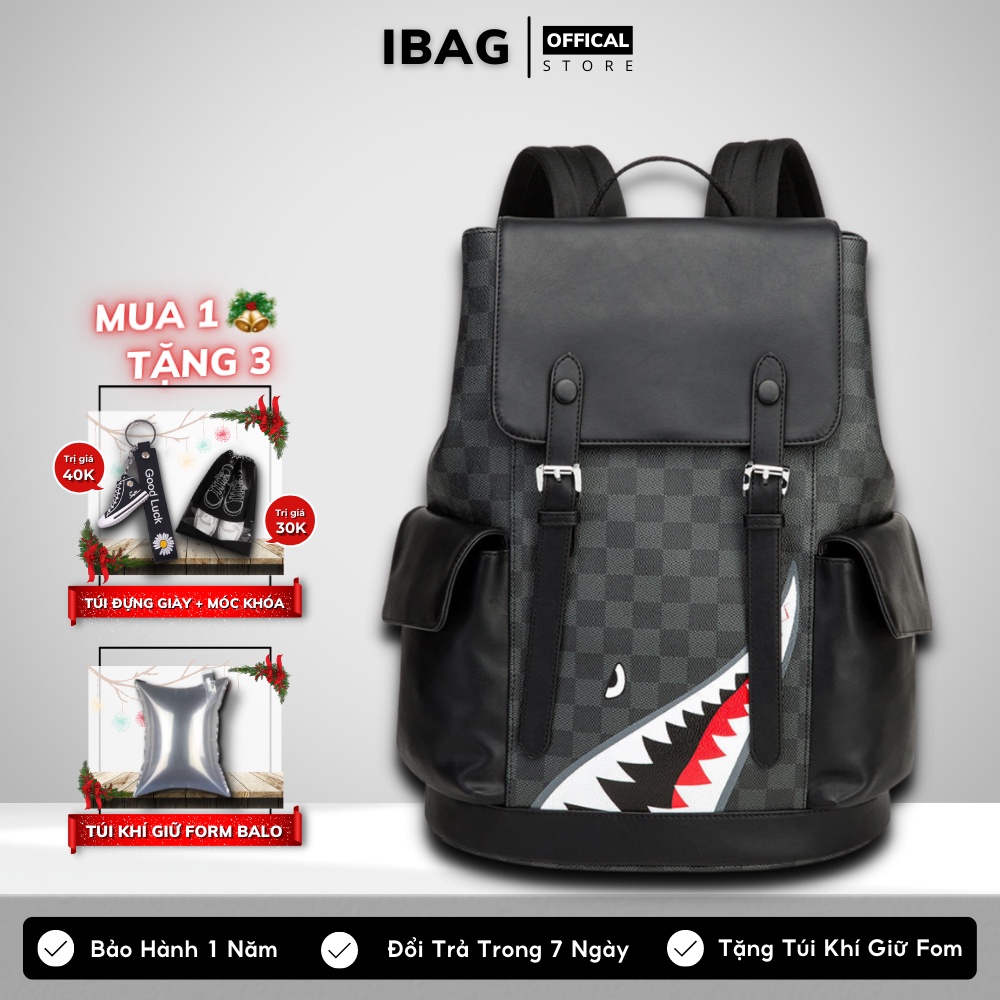 IBAG
OFFICAL
STORE
MUA 1
TẶNG 3
Trị giá
40K
Good Luck
Trị giá
30K
TÚI ĐỰNG GIÀY + MÓC KHÓA
TÚI KHÍ GIỮ FORM BALO
Bảo Hành 1 Năm
Đổi Trả Trong 7 Ngày
Tặng Túi Khí Giữ Fom